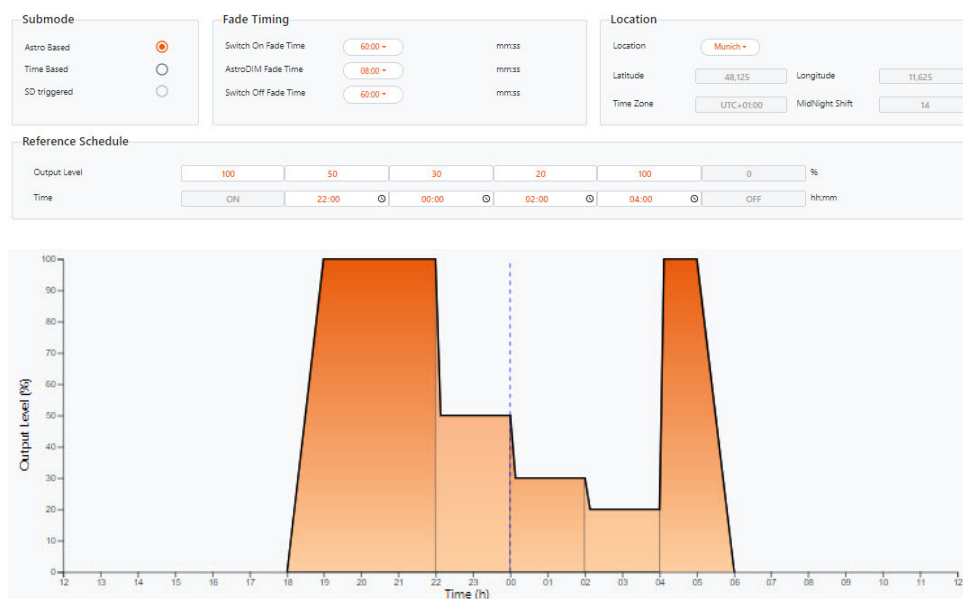 Submode
Fade Timing
Location
Astro Based
Time Based
SD triggered
Switch On Fade Time 60:00 mm:ss
AstroDIM Fade Time 08:00 mm:ss
Switch Off Fade Time 60:00 mm:ss
Location Munich
Latitude 48,125 Longitude 11,625
Time Zone UTC+01:00 MidNight Shift 14
Reference Schedule
Output Level 100 50 30 20 100 0 %
Time ON 22:00 00:00 02:00 04:00 OFF hh:mm
Output Level (%)
100
90
80
70
60
50
40
30
20
10
0
12 13 14 15 16 17 18 19 20 21 22 23 00 01 02 03 04 05 06 07 08 09 10 11 12
Time (h)